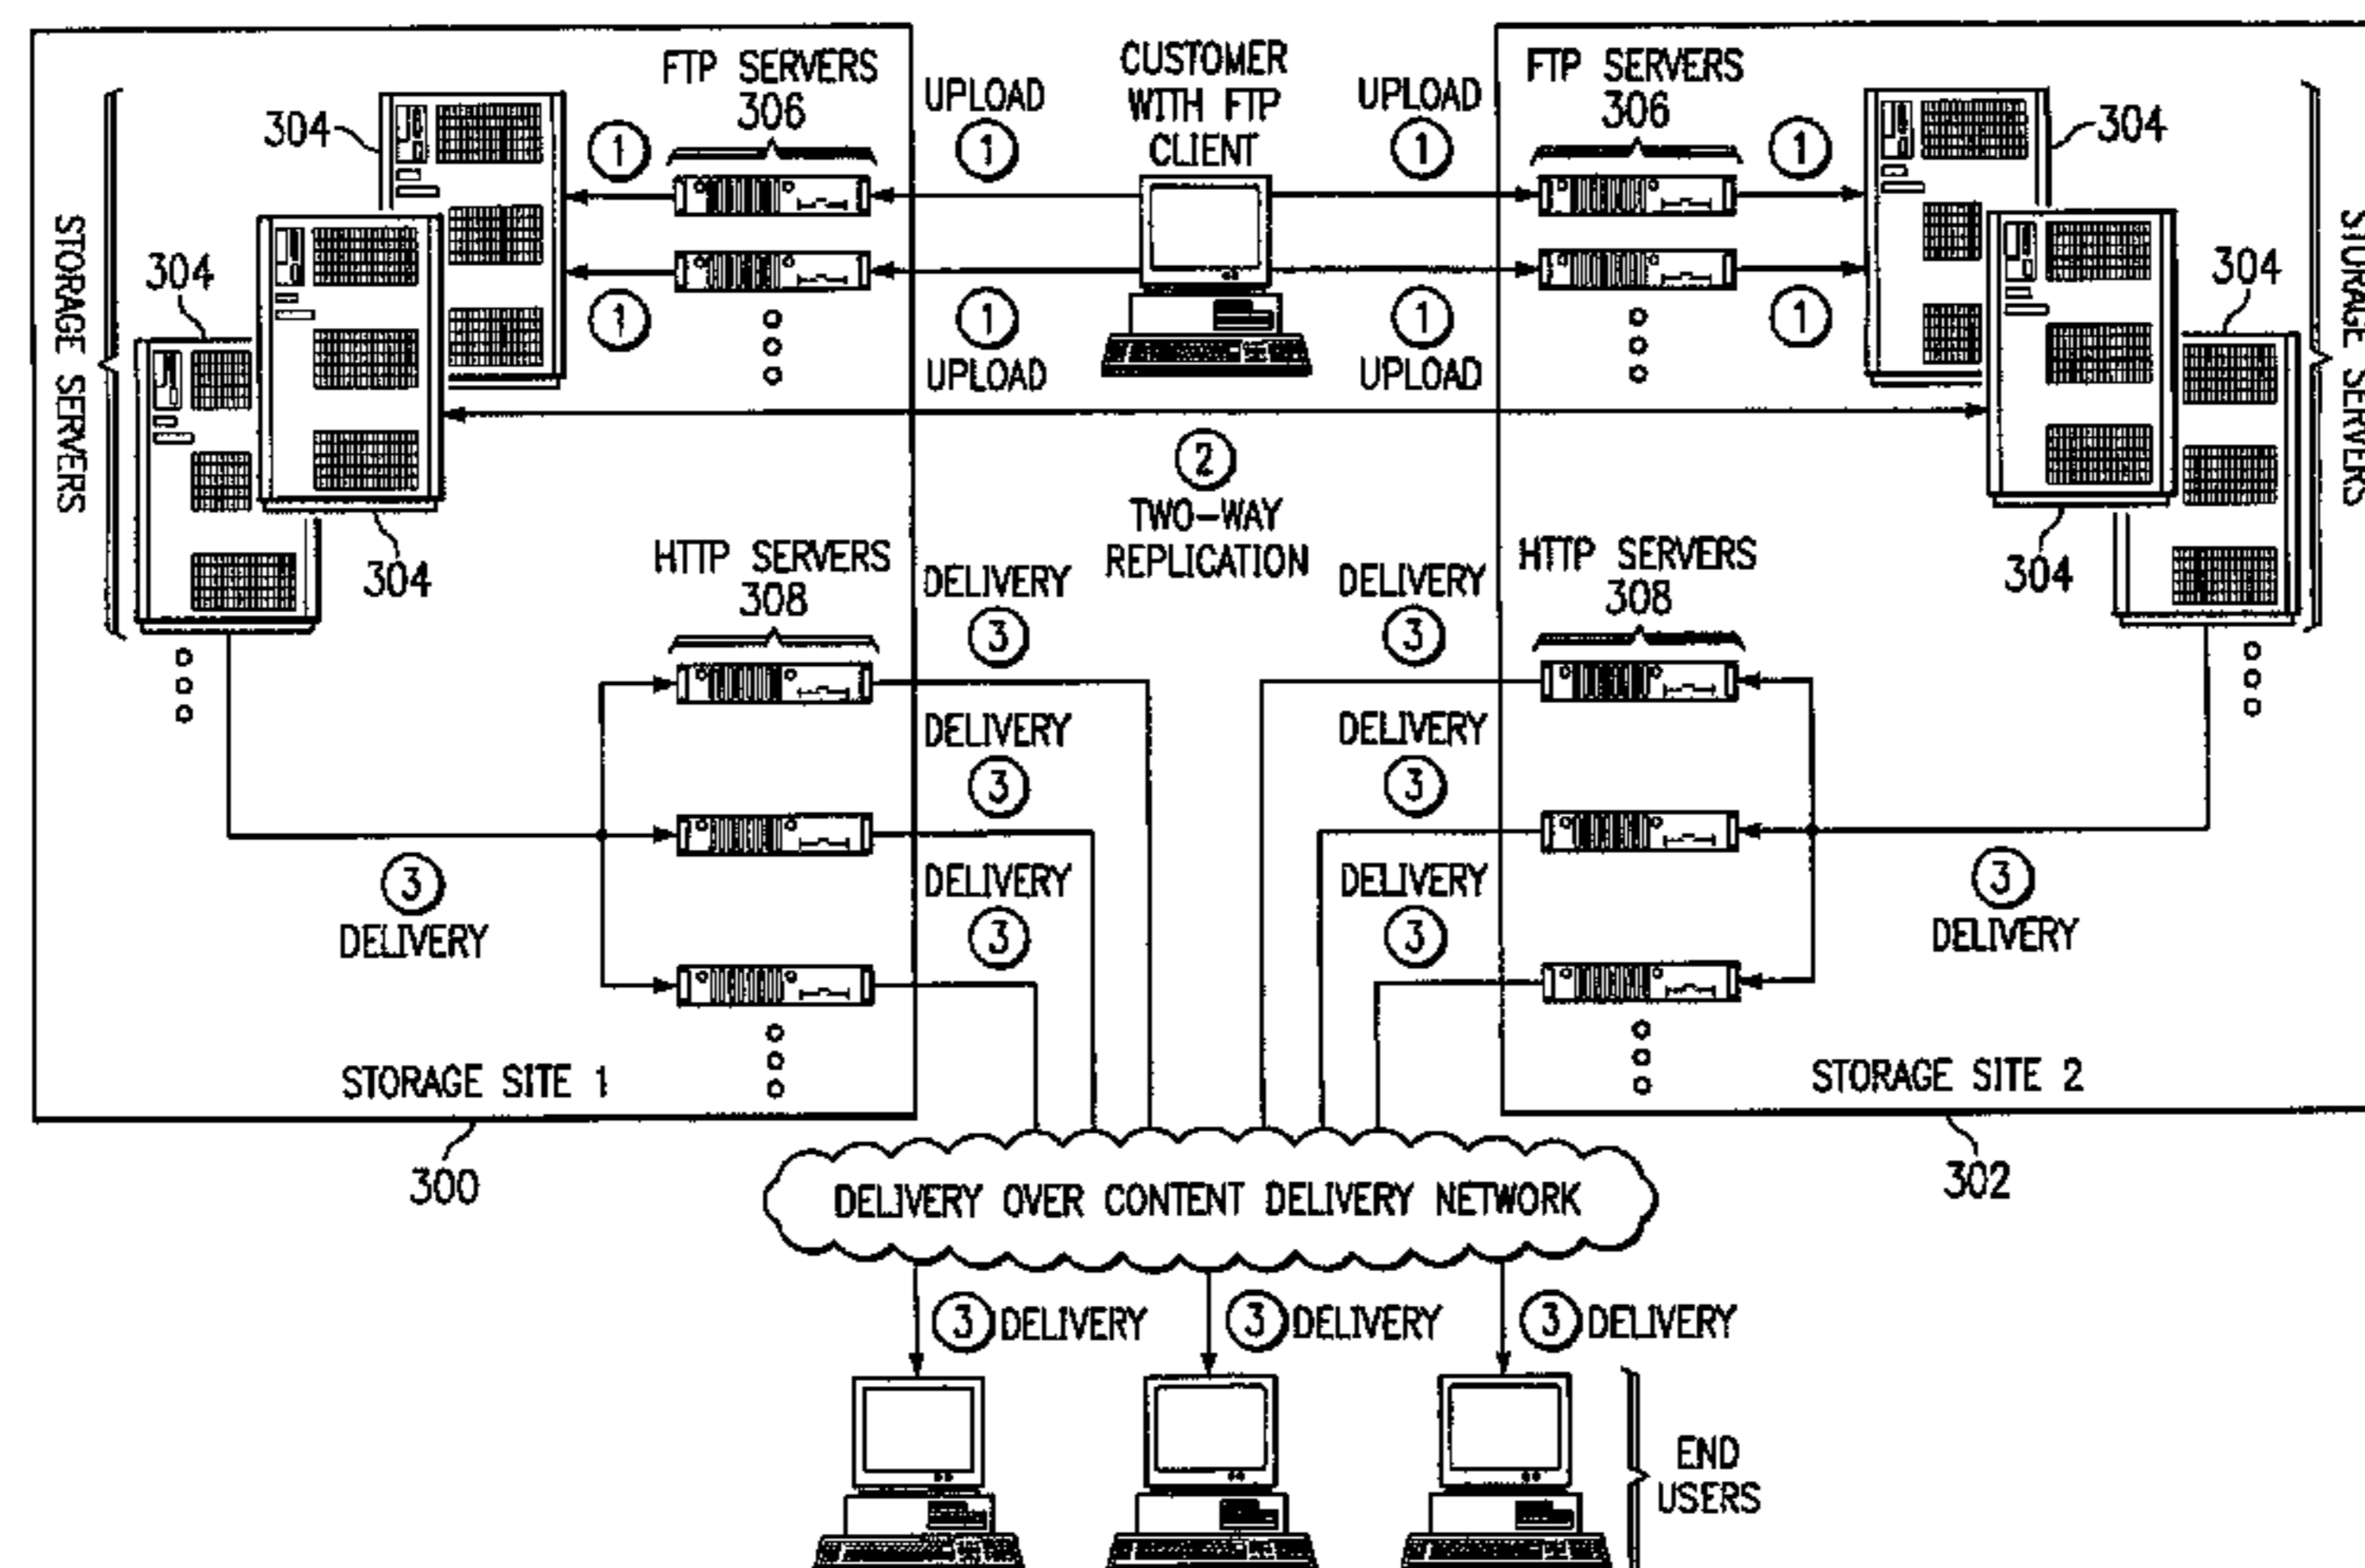 FTP SERVERS
306
UPLOAD
1
CUSTOMER
WITH FTP
CLIENT
UPLOAD
1
FTP SERVERS
306
304
1
1
304
STORAGE SERVERS
304
1
1
UPLOAD
1
UPLOAD
1
304
STORAGE SERVERS
2
TWO-WAY
REPLICATION
304
HTTP SERVERS
308
DELIVERY
3
DELIVERY
3
HTTP SERVERS
308
304
DELIVERY
3
DELIVERY
3
3
DELIVERY
DELIVERY
3
DELIVERY
3
3
DELIVERY
STORAGE SITE 1
STORAGE SITE 2
300
302
DELIVERY OVER CONTENT DELIVERY NETWORK
3 DELIVERY
3 DELIVERY
3 DELIVERY
END
USERS